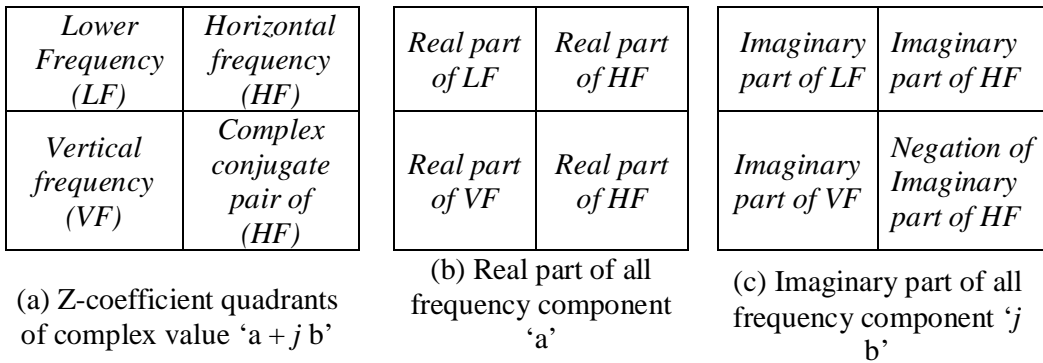 Lower
Frequency
(LF)
Horizontal
frequency
(HF)
Vertical
frequency
(VF)
Complex
conjugate
pair of
(HF)
(a) Z-coefficient quadrants
of complex value ‘a + j b’
Real part
of LF
Real part
of HF
Real part
of VF
Real part
of HF
(b) Real part of all
frequency component
‘a’
Imaginary
part of LF
Imaginary
part of HF
Imaginary
part of VF
Negation of
Imaginary
part of HF
(c) Imaginary part of all
frequency component ‘j
b’